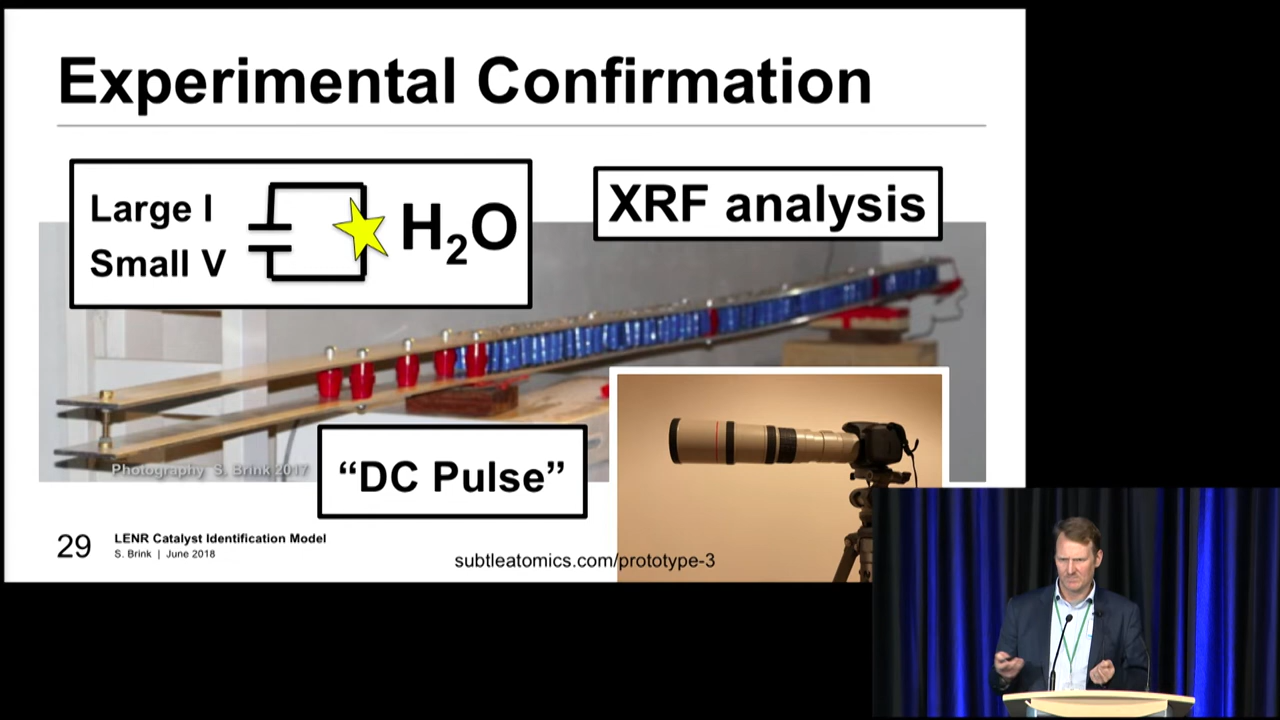 Experimental Confirmation
Large I
Small V
H₂O
XRF analysis
Photography S. Brink 2017
“DC Pulse”
29
LENR Catalyst Identification Model
S. Brink | June 2018
subtleatomics.com/prototype-3